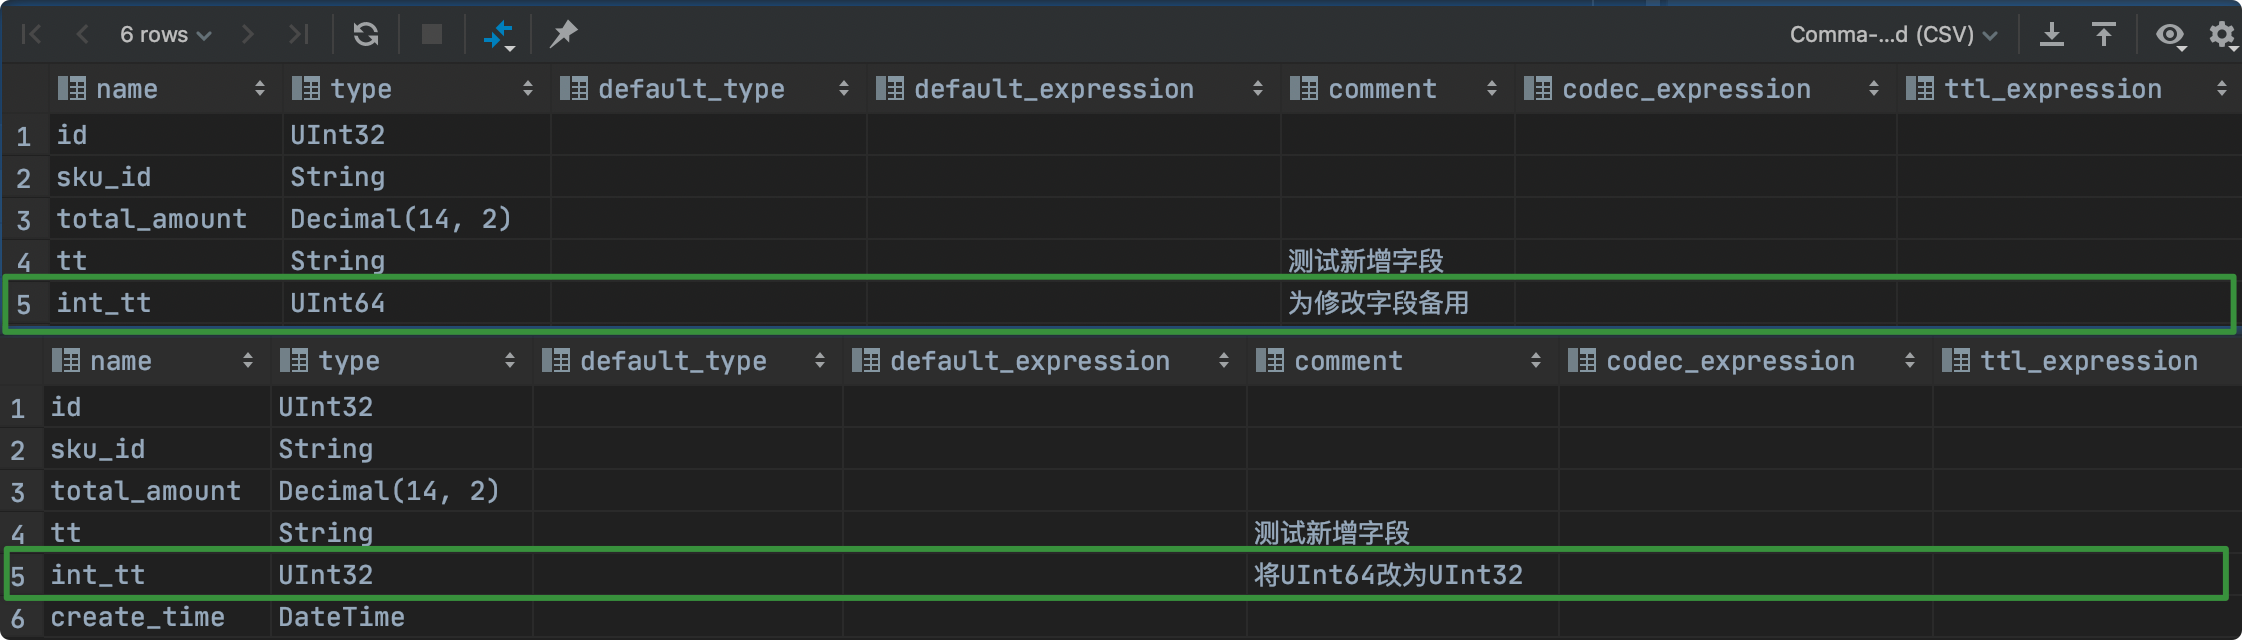 6 rows Comma-...d (CSV)
name type default_type default_expression comment codec_expression ttl_expression
1 id UInt32
2 sku_id String
3 total_amount Decimal(14, 2)
4 tt String 测试新增字段
5 int_tt UInt64 为修改字段备用
name type default_type default_expression comment codec_expression ttl_expression
1 id UInt32
2 sku_id String
3 total_amount Decimal(14, 2)
4 tt String 测试新增字段
5 int_tt UInt32 将UInt64改为UInt32
6 create_time DateTime